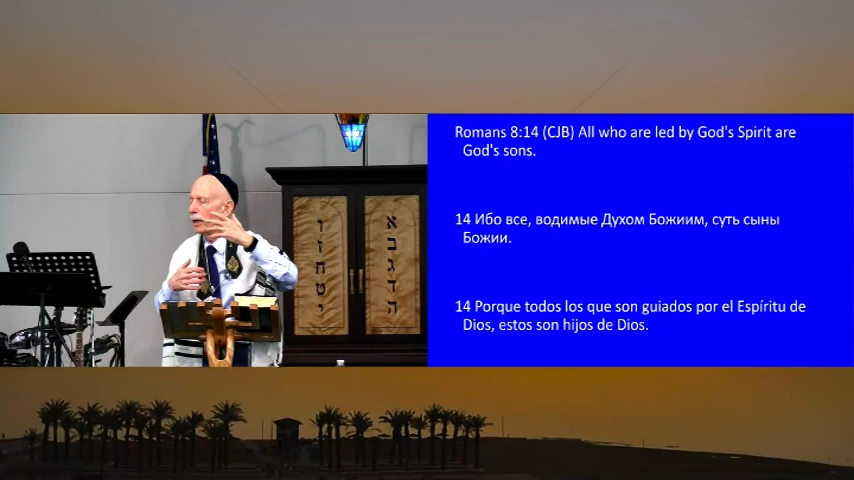 Romans 8:14 (CJB) All who are led by God's Spirit are
God's sons.
14 Ибо все, водимые Духом Божиим, суть сыны
Божии.
14 Porque todos los que son guiados por el Espíritu de
Dios, estos son hijos de Dios.
א
ב
ג
ד
ה
ו
ז
ח
ט
י